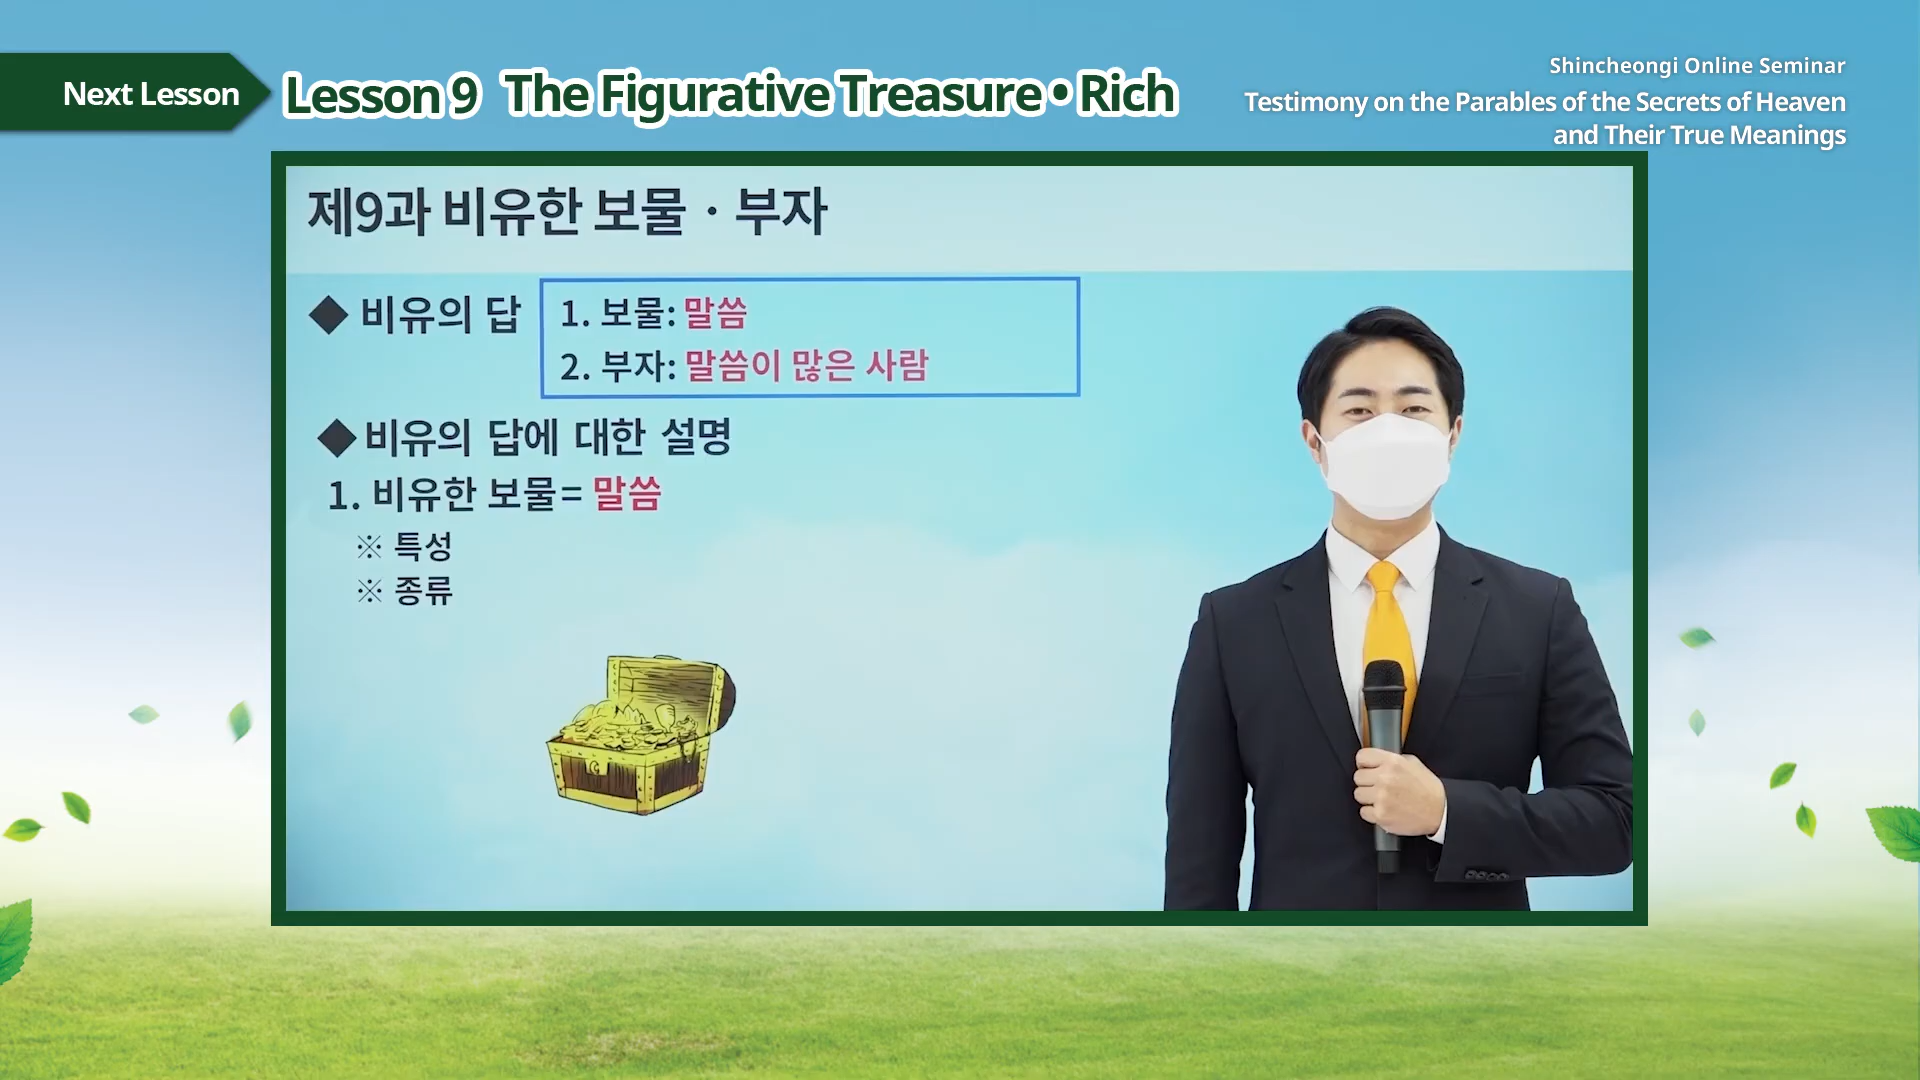 Next Lesson
Lesson 9 The Figurative Treasure • Rich
Shincheongi Online Seminar
Testimony on the Parables of the Secrets of Heaven
and Their True Meanings
제9과 비유한 보물 · 부자
◆ 비유의 답
1. 보물: 말씀
2. 부자: 말씀이 많은 사람
◆ 비유의 답에 대한 설명
1. 비유한 보물= 말씀
※ 특성
※ 종류